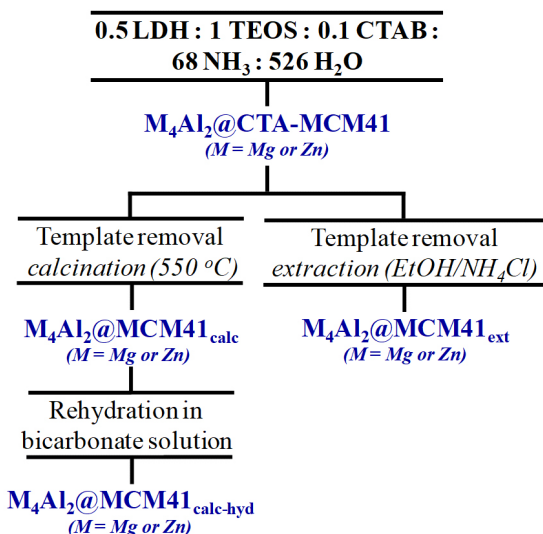 0.5 LDH : 1 TEOS : 0.1 CTAB :
68 NH₃ : 526 H₂O
M₄Al₂@CTA-MCM41
(M = Mg or Zn)
Template removal
calcination (550 °C)
M₄Al₂@MCM41calc
(M = Mg or Zn)
Rehydration in
bicarbonate solution
M₄Al₂@MCM41calc-hyd
(M = Mg or Zn)
Template removal
extraction (EtOH/NH₄Cl)
M₄Al₂@MCM41ext
(M = Mg or Zn)